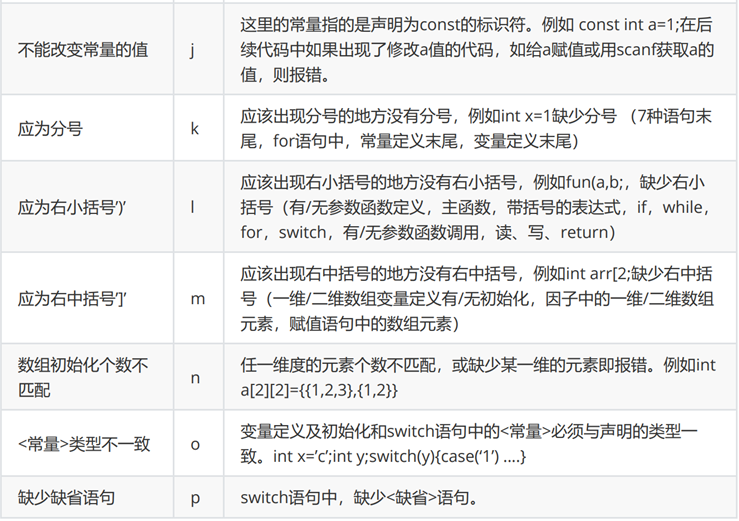 不能改变常量的值
j
这里的常量指的是声明为const的标识符。例如 const int a=1;在后
续代码中如果出现了修改a值的代码，如给a赋值或用scanf获取a的
值，则报错。
应为分号
k
应该出现分号的地方没有分号，例如int x=1缺少分号 （7种语句末
尾，for语句中，常量定义末尾，变量定义末尾）
应为右小括号’)’
l
应该出现右小括号的地方没有右小括号，例如fun(a,b;，缺少右小
括号（有/无参数函数定义，主函数，带括号的表达式，if，while，
for，switch，有/无参数函数调用，读、写、return）
应为右中括号’]’
m
应该出现右中括号的地方没有右中括号，例如int arr[2;缺少右中括
号（一维/二维数组变量定义有/无初始化，因子中的一维/二维数组
元素，赋值语句中的数组元素）
数组初始化个数不
匹配
n
任一维度的元素个数不匹配，或缺少某一维的元素即报错。例如int
a[2][2]={{1,2,3},{1,2}}
<常量>类型不一致
o
变量定义及初始化和switch语句中的<常量>必须与声明的类型一
致。int x=’c’;int y;switch(y){case(‘1’) ....}
缺少缺省语句
p
switch语句中，缺少<缺省>语句。